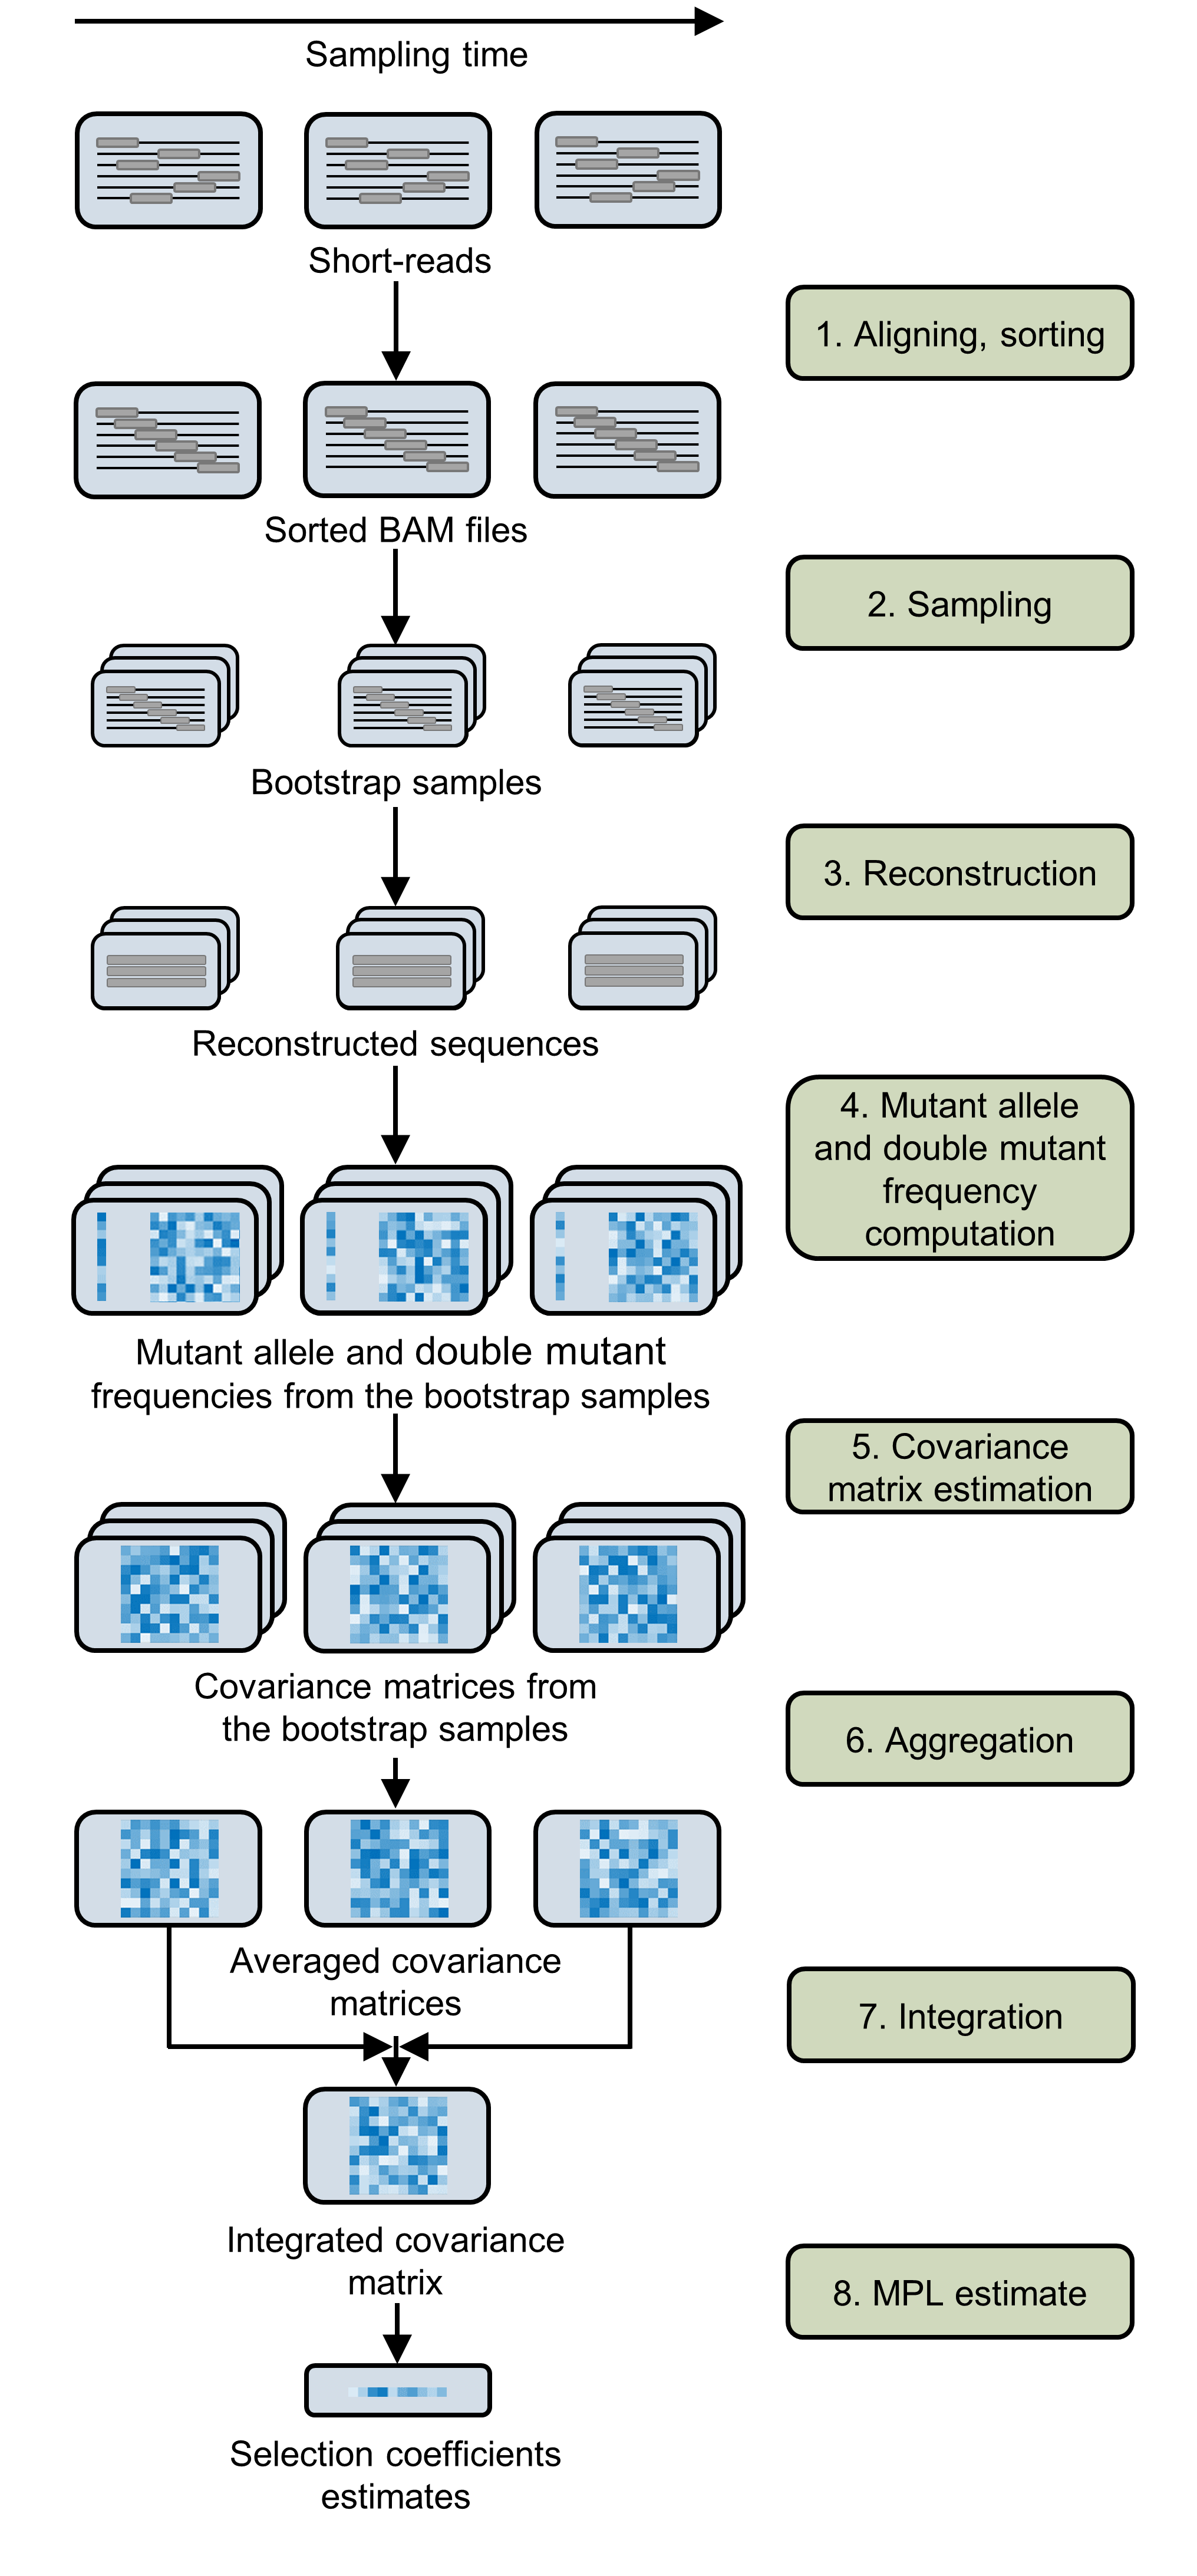 Sampling time
Short-reads
1. Aligning, sorting
Sorted BAM files
2. Sampling
Bootstrap samples
3. Reconstruction
Reconstructed sequences
4. Mutant allele
and double mutant
frequency
computation
Mutant allele and double mutant
frequencies from the bootstrap samples
5. Covariance
matrix estimation
Covariance matrices from
the bootstrap samples
6. Aggregation
Averaged covariance
matrices
7. Integration
Integrated covariance
matrix
8. MPL estimate
Selection coefficients
estimates